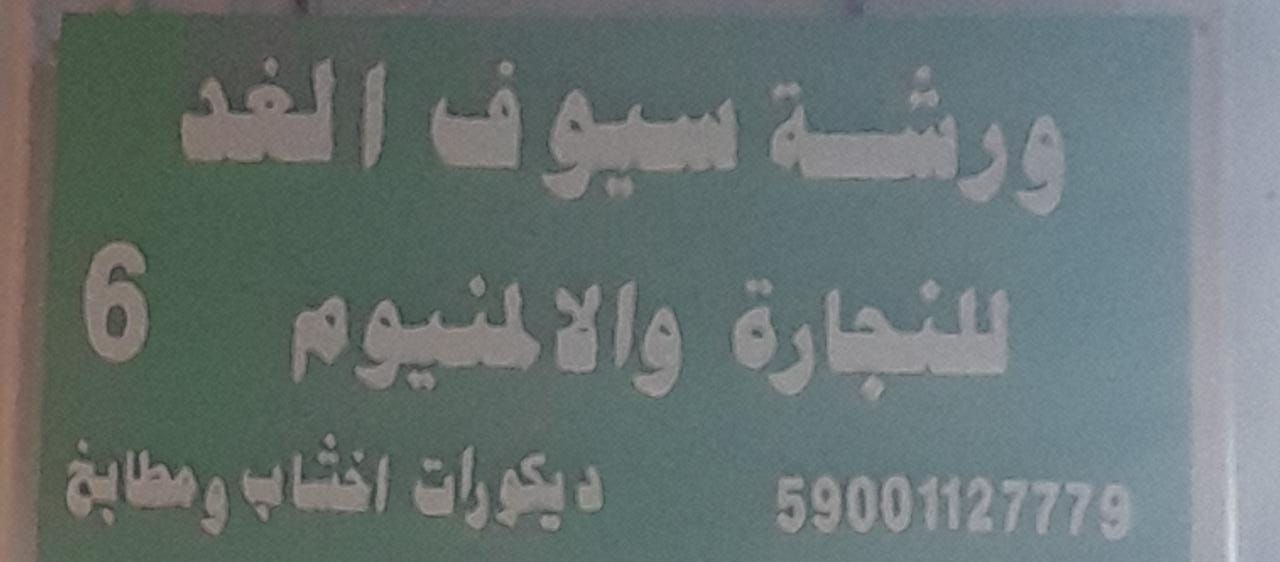 ورشة سيوف الغد
للنجارة والالمنيوم 6
59001127779 ديكورات اخشاب ومطابخ